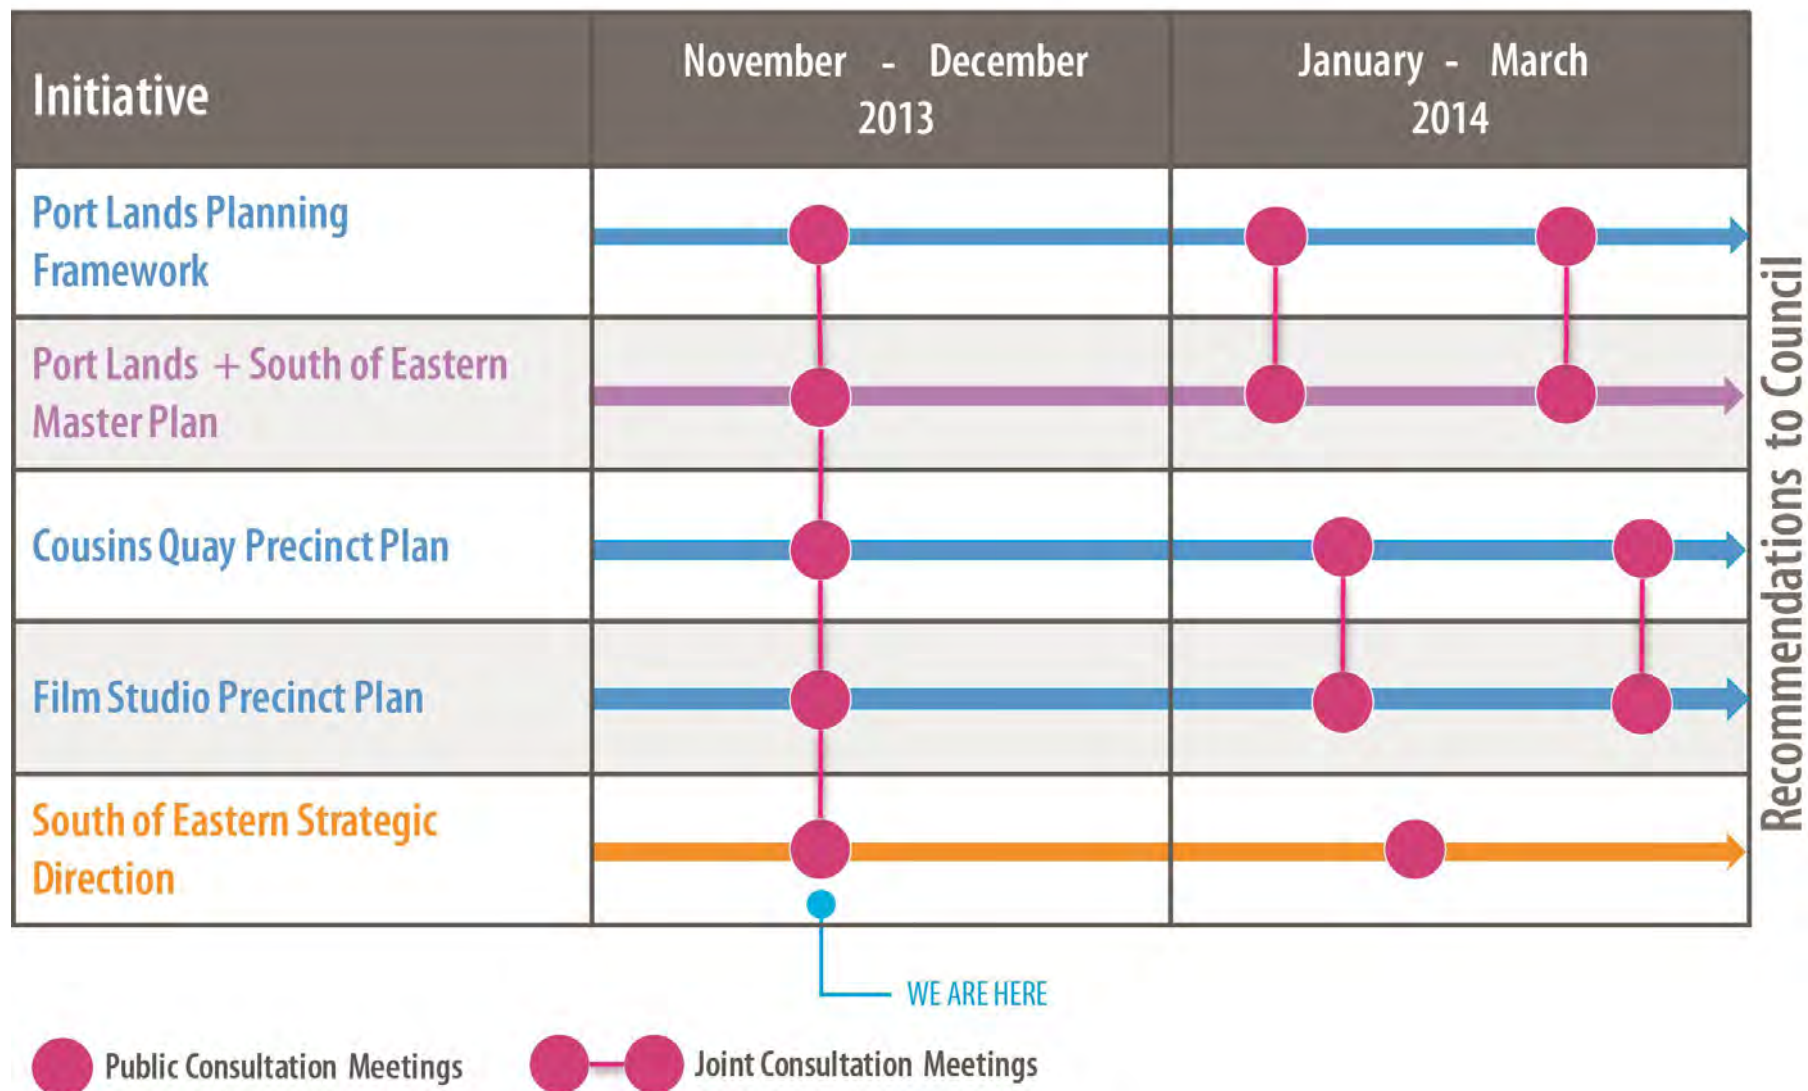 Initiative
November - December
2013
January - March
2014
Port Lands Planning
Framework
Port Lands + South of Eastern
Master Plan
Cousins Quay Precinct Plan
Film Studio Precinct Plan
South of Eastern Strategic
Direction
Recommendations to Council
WE ARE HERE
Public Consultation Meetings
Joint Consultation Meetings